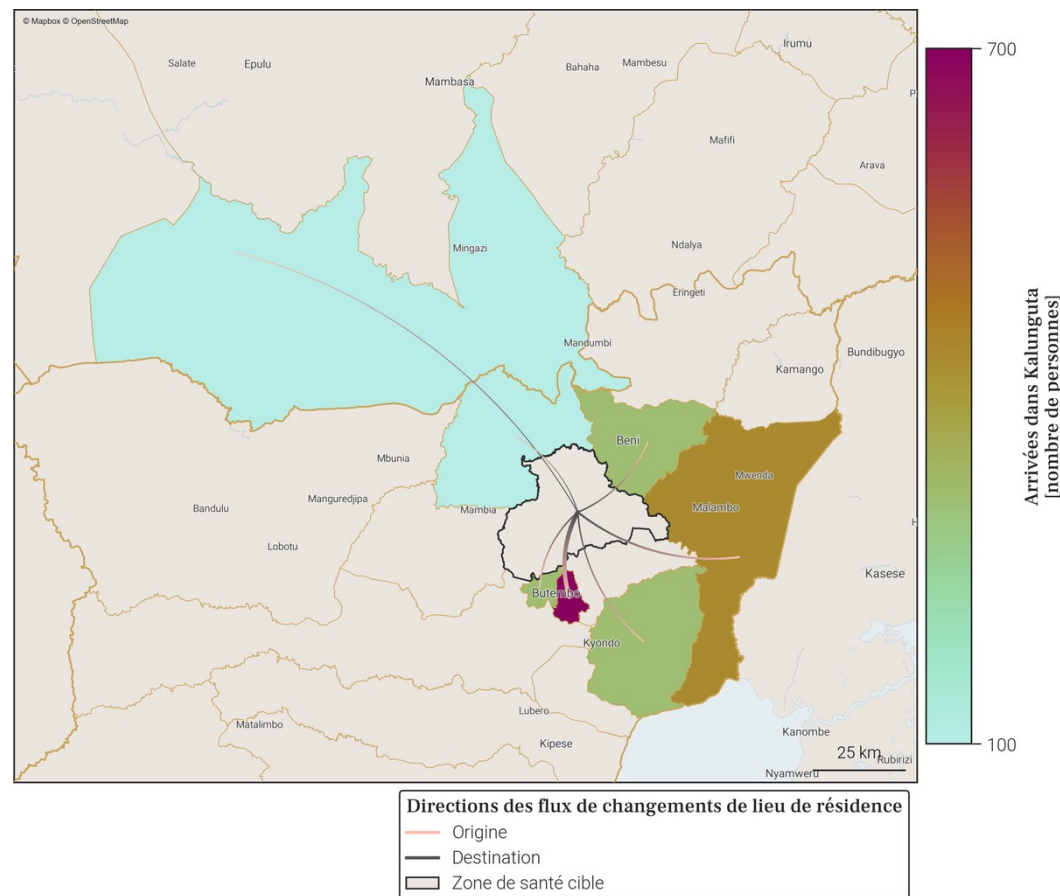 © Mapbox © OpenStreetMap
Irumu
Salate
Epulu
Bahaha
Mambesu
Mambasa
P
Mafifi
Arava
Mingazi
Ndalya
Eringeti
Mandumbi
Bundibugyo
Kamango
Beni
Mbunia
Mwenda
Manguredjipa
Bandulu
Mambia
Malambo
H
Lobotu
Kasese
Butembo
Kyondo
Lubero
Matalimbo
Kanombe
Kipese
25 km
Rubirizi
Nyamweru
700
100
Arrivées dans Kalunguta
[nombre de personnes]
Directions des flux de changements de lieu de résidence
Origine
Destination
Zone de santé cible